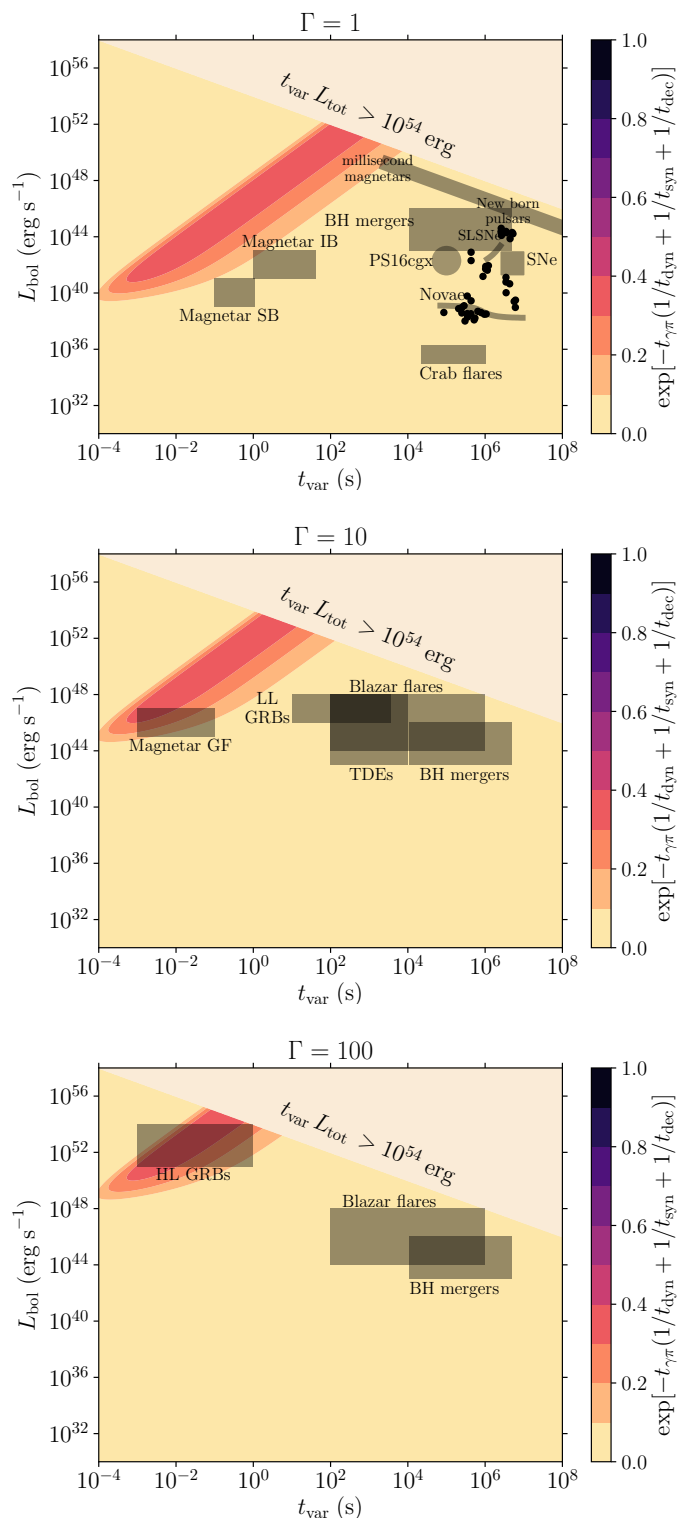 Γ = 1
t_var L_tot > 10^54 erg
millisecond
magnetars
New born
pulsars
BH mergers
SLSNe
Magnetar IB
PS16cgx
SNe
Magnetar SB
Novae
Crab flares
10^56
10^52
10^48
10^44
10^40
10^36
10^32
L_bol (erg s^−1)
10^−4 10^−2 10^0 10^2 10^4 10^6 10^8
t_var (s)
1.0
0.8
0.6
0.4
0.2
0.0
exp[−t_γπ(1/t_dyn + 1/t_syn + 1/t_dec)]
Γ = 10
t_var L_tot > 10^54 erg
Blazar flares
LL
GRBs
Magnetar GF
TDEs
BH mergers
10^56
10^52
10^48
10^44
10^40
10^36
10^32
L_bol (erg s^−1)
10^−4 10^−2 10^0 10^2 10^4 10^6 10^8
t_var (s)
1.0
0.8
0.6
0.4
0.2
0.0
exp[−t_γπ(1/t_dyn + 1/t_syn + 1/t_dec)]
Γ = 100
t_var L_tot > 10^54 erg
HL GRBs
Blazar flares
BH mergers
10^56
10^52
10^48
10^44
10^40
10^36
10^32
L_bol (erg s^−1)
10^−4 10^−2 10^0 10^2 10^4 10^6 10^8
t_var (s)
1.0
0.8
0.6
0.4
0.2
0.0
exp[−t_γπ(1/t_dyn + 1/t_syn + 1/t_dec)]